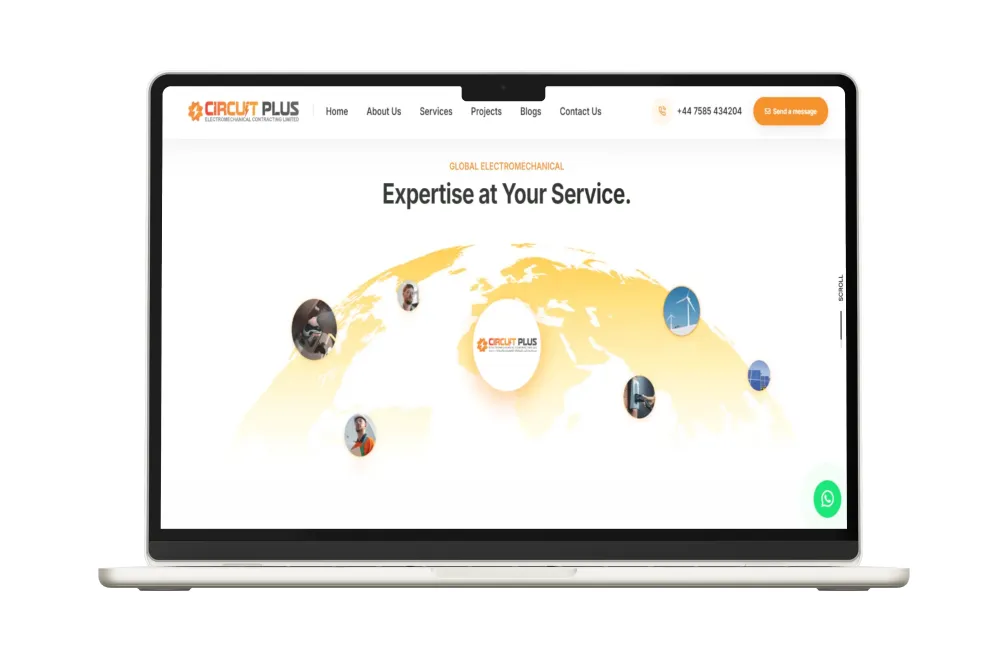 CIRCUIT PLUS
ELECTROMECHANICAL CONTRACTING LIMITED
Home
About Us
Services
Projects
Blogs
Contact Us
+44 7585 434204
Send a message
GLOBAL ELECTROMECHANICAL
Expertise at Your Service.
SCROLL
CIRCUIT PLUS